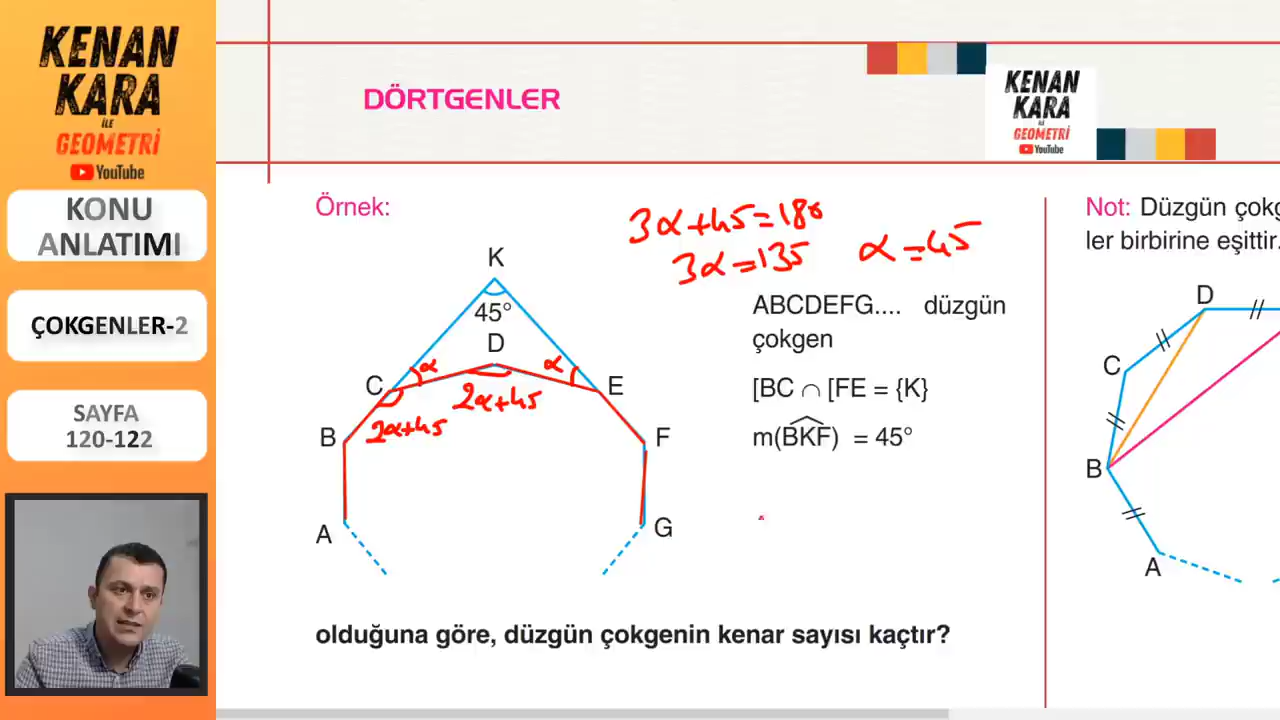 KENAN
KARA
İLE
GEOMETRİ
YouTube
KONU
ANLATIMI
ÇOKGENLER-2
SAYFA
120-122
DÖRTGENLER
KENAN
KARA
İLE
GEOMETRİ
YouTube
Örnek:
3α+45=180
3α=135
α=45
K
45°
D
C
α
α
E
2α+45
2α+45
B
F
A
G
ABCDEFG.... düzgün
çokgen
[BC ∩ [FE = {K}
m(BKF) = 45°
olduğuna göre, düzgün çokgenin kenar sayısı kaçtır?
Not: Düzgün çokg
ler birbirine eşittir.
D
C
B
A